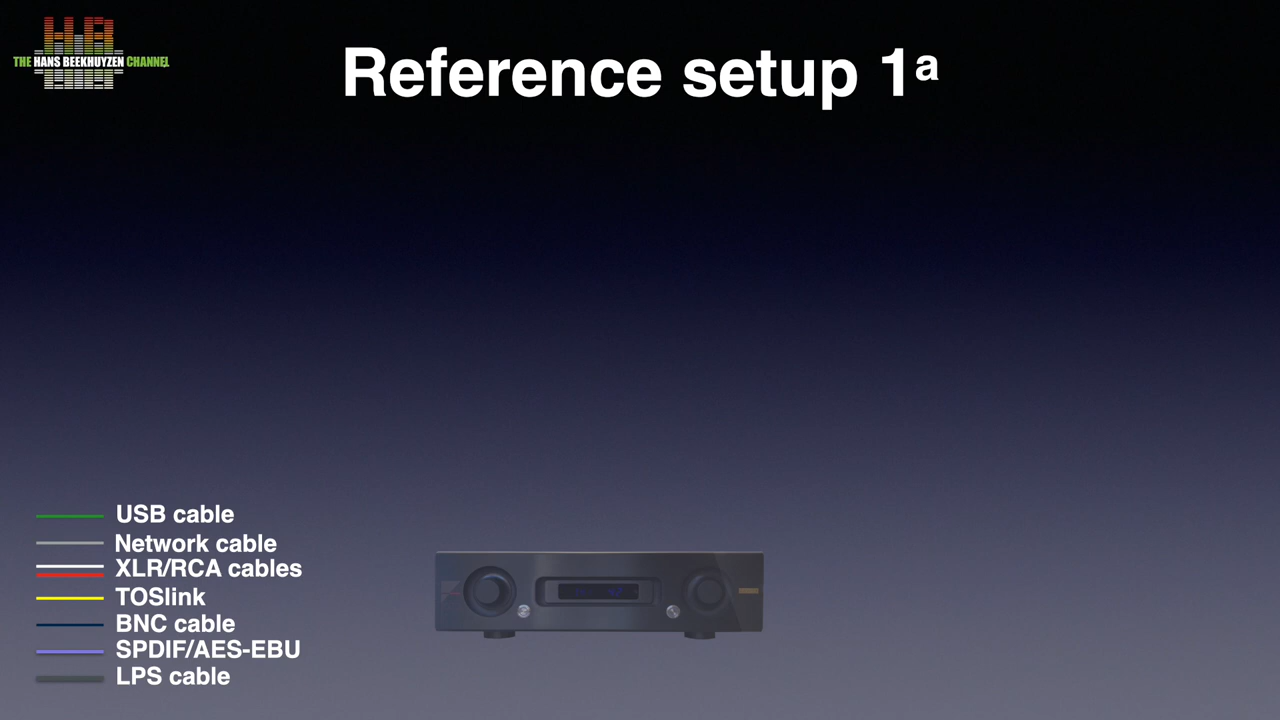 THE HANS BEEKHUYZEN CHANNEL
Reference setup 1ª
USB cable
Network cable
XLR/RCA cables
TOSlink
BNC cable
SPDIF/AES-EBU
LPS cable